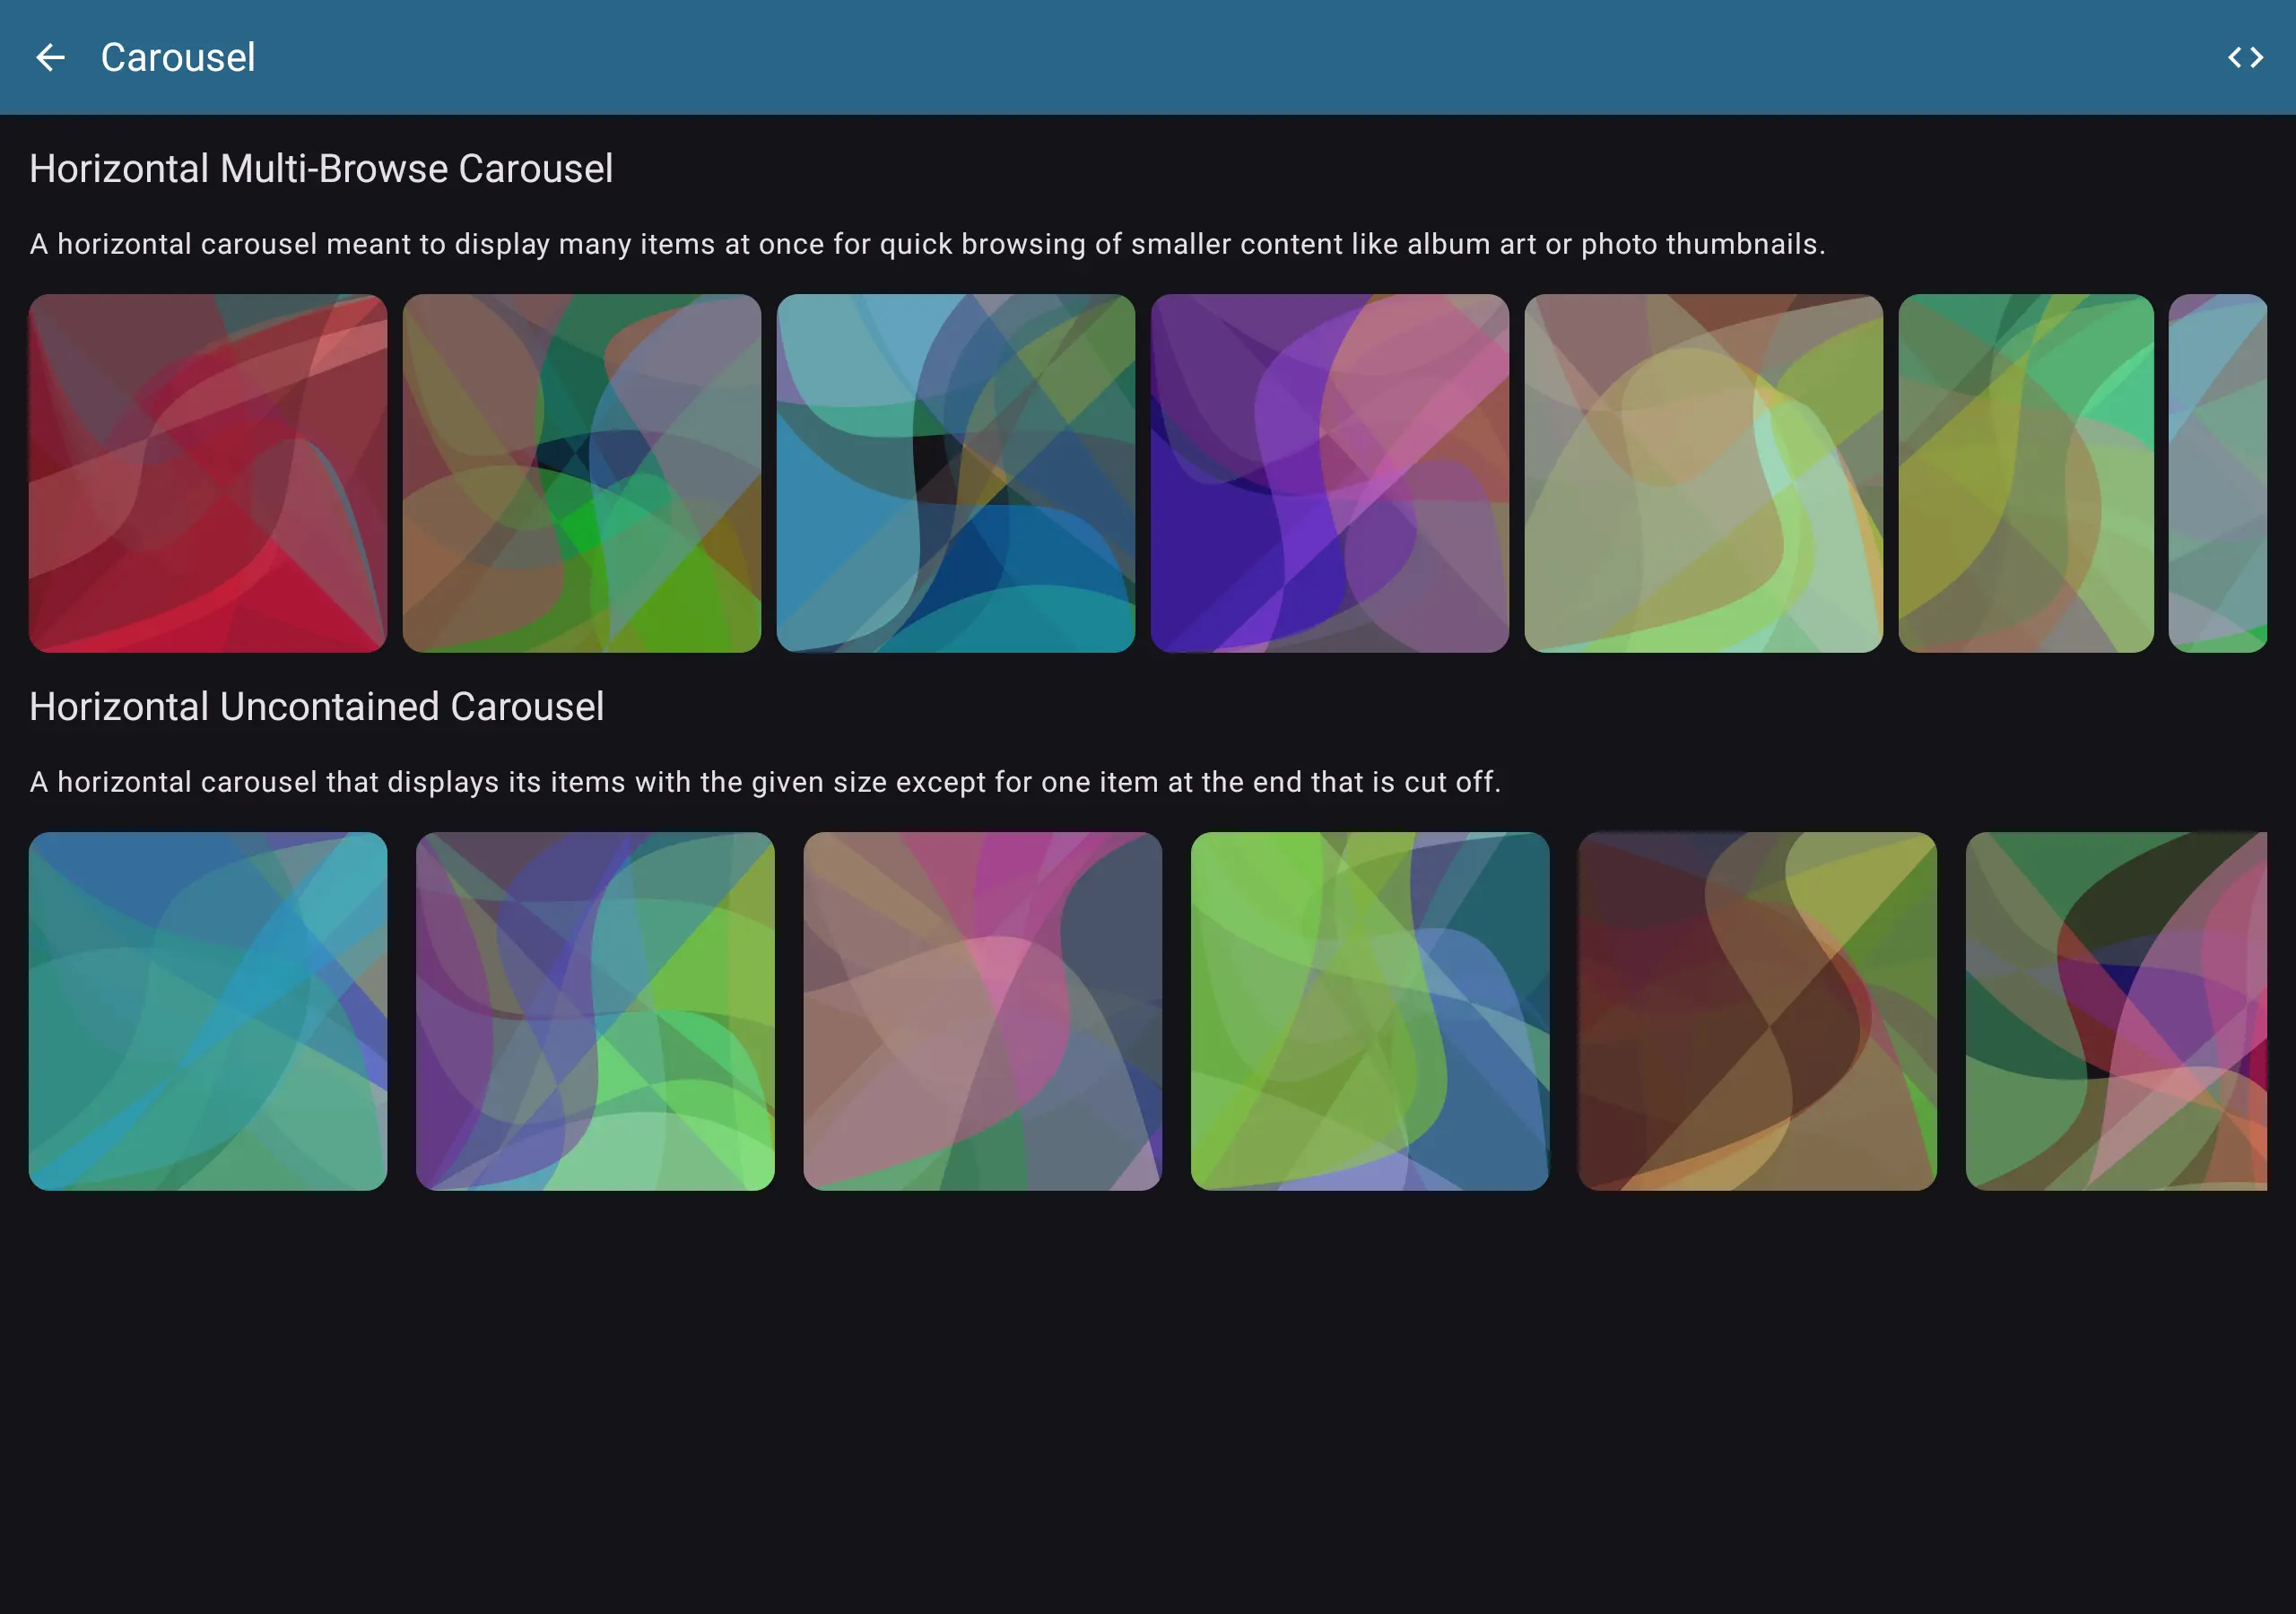 Carousel
Horizontal Multi-Browse Carousel
A horizontal carousel meant to display many items at once for quick browsing of smaller content like album art or photo thumbnails.
Horizontal Uncontained Carousel
A horizontal carousel that displays its items with the given size except for one item at the end that is cut off.